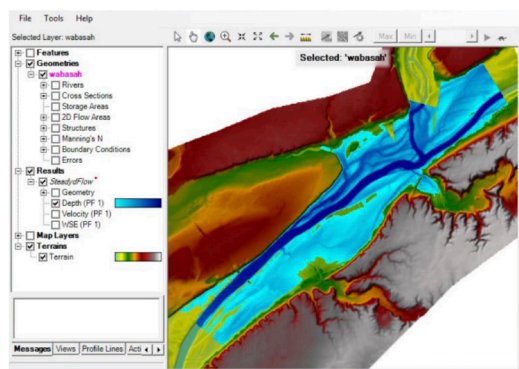 File Tools Help
Selected Layer: wabasah
Max Min
Selected: 'wabasah'
Features
Geometries
wabasah
Rivers
Cross Sections
Storage Areas
2D Flow Areas
Structures
Manning's N
Boundary Conditions
Errors
Results
SteadydFlow*
Geometry
Depth (PF 1)
Velocity (PF 1)
WSE (PF 1)
Map Layers
Terrains
Terrain
Messages Views Profile Lines Acti